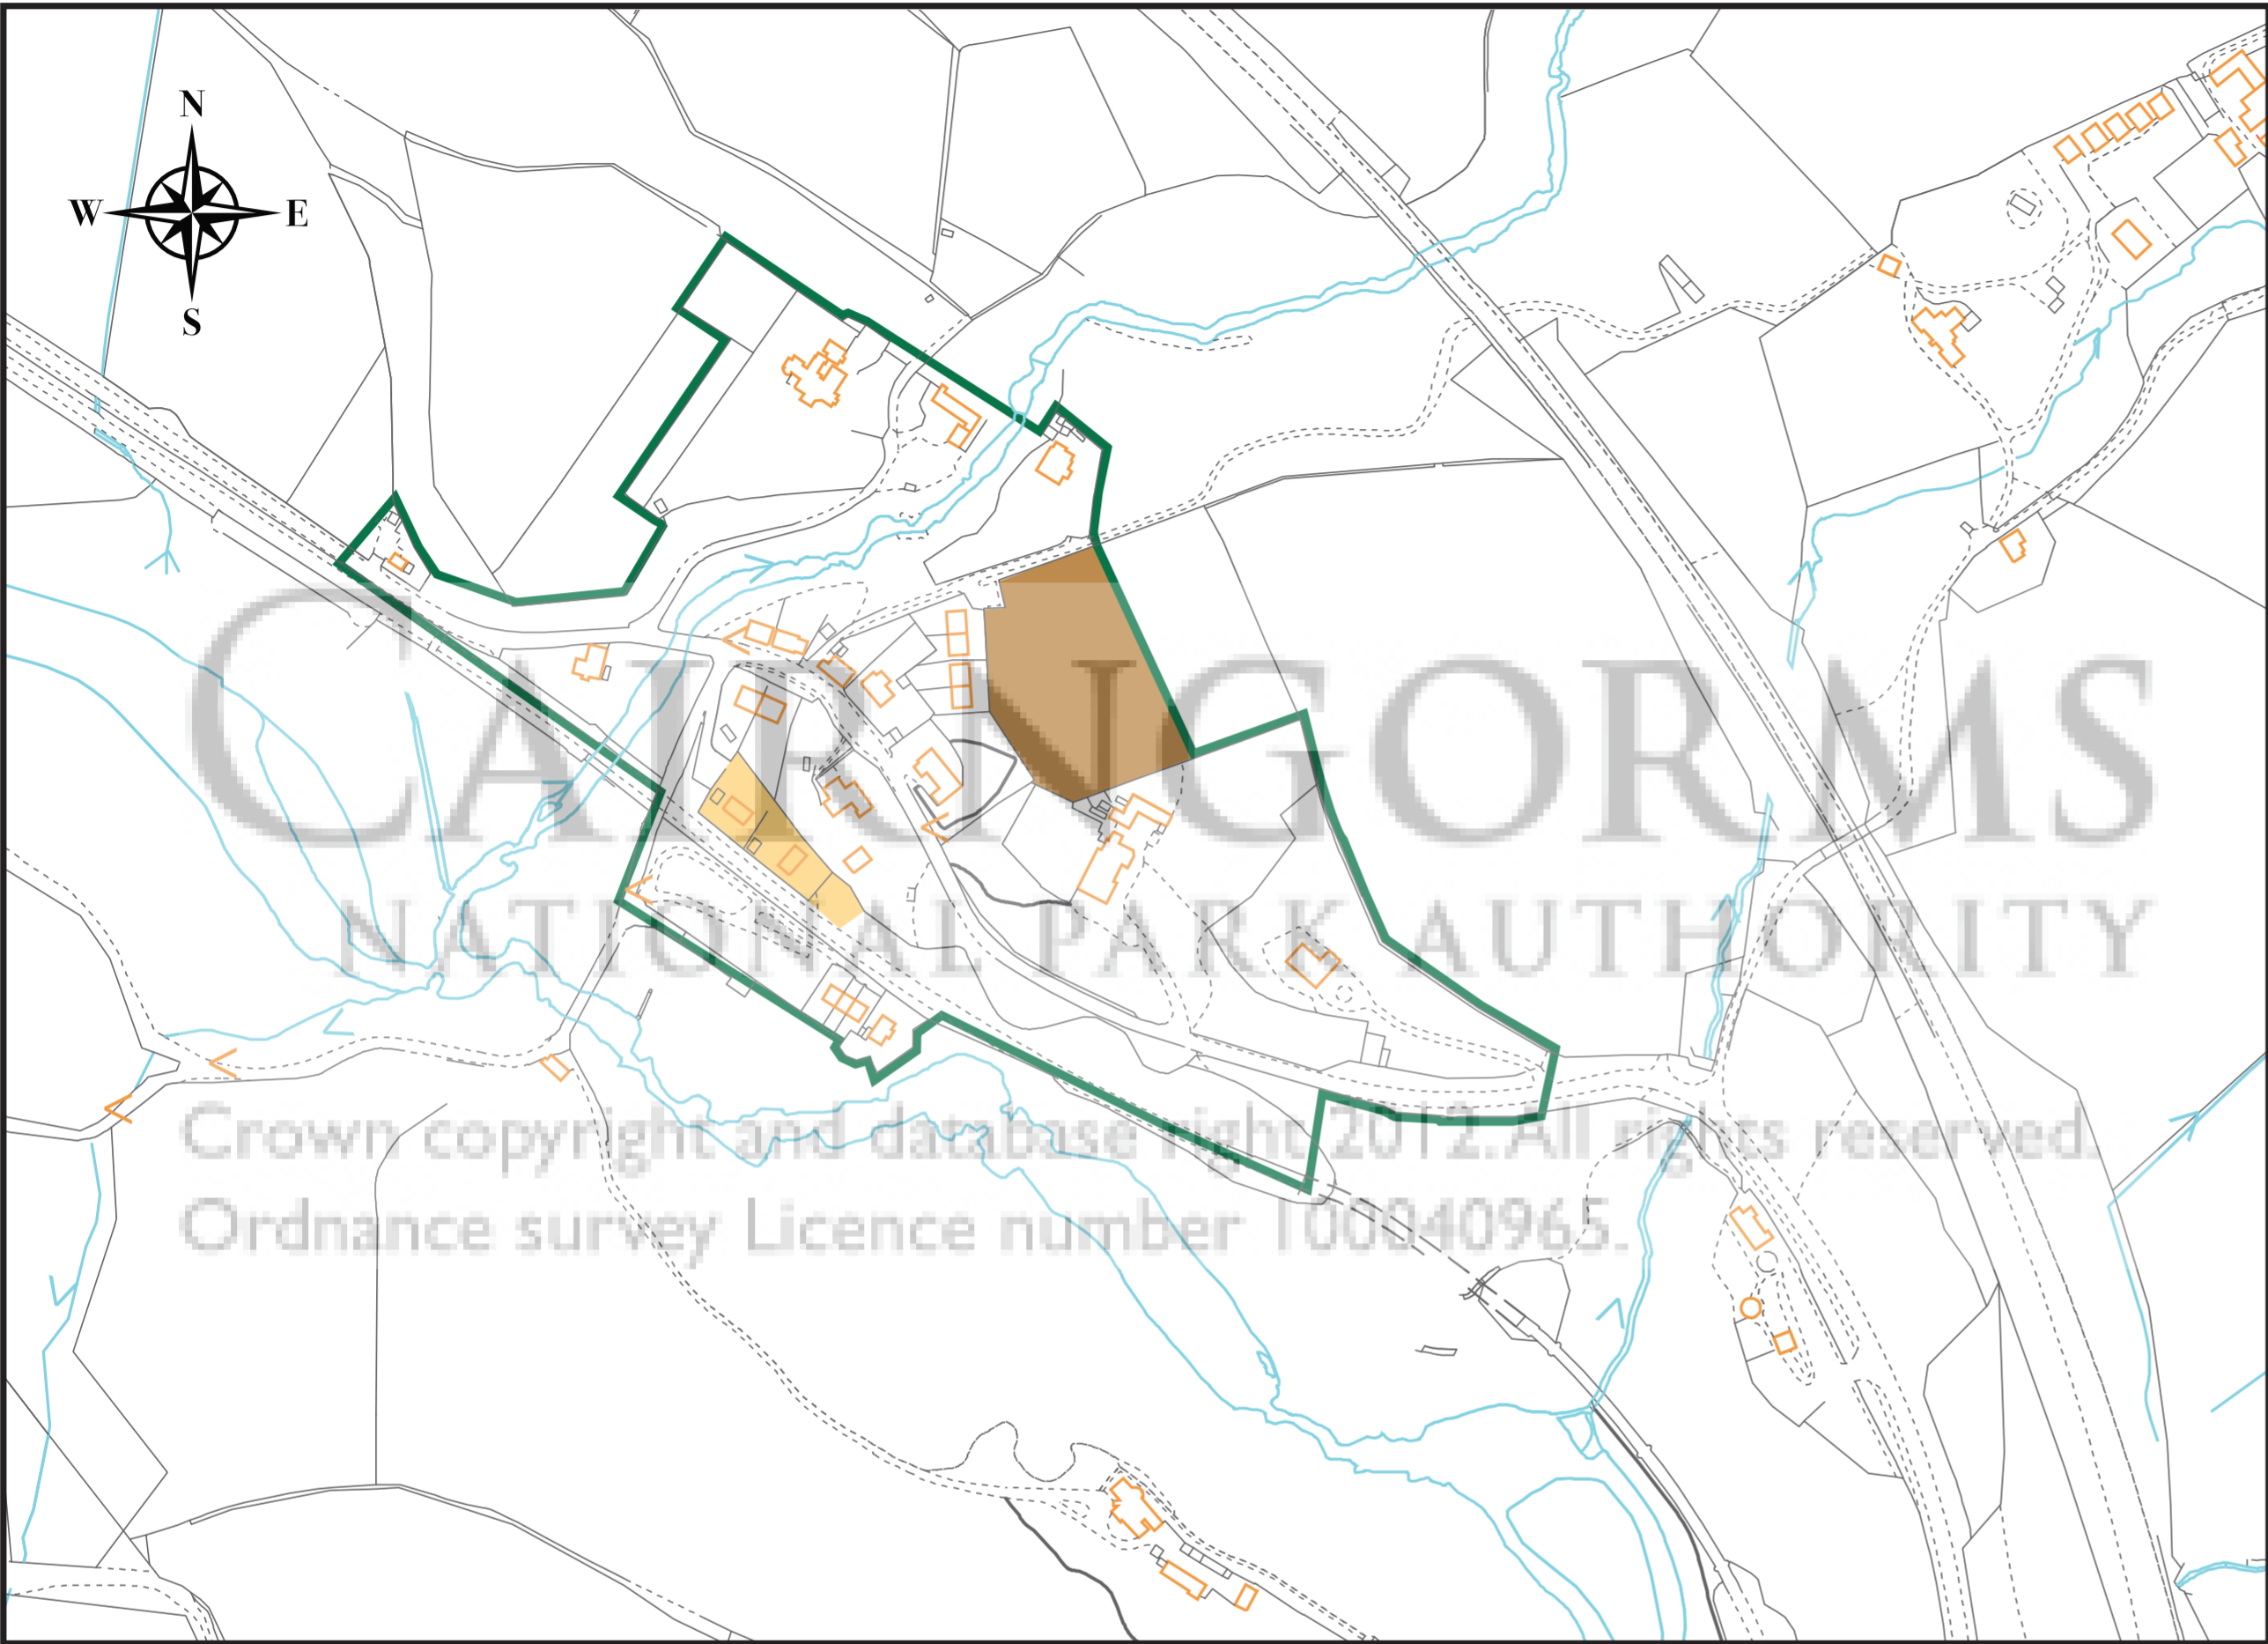 N
W E
S
CAIRNGORMS
NATIONAL PARK AUTHORITY
Crown copyright and database right 2012. All rights reserved.
Ordnance survey Licence number 100040965.